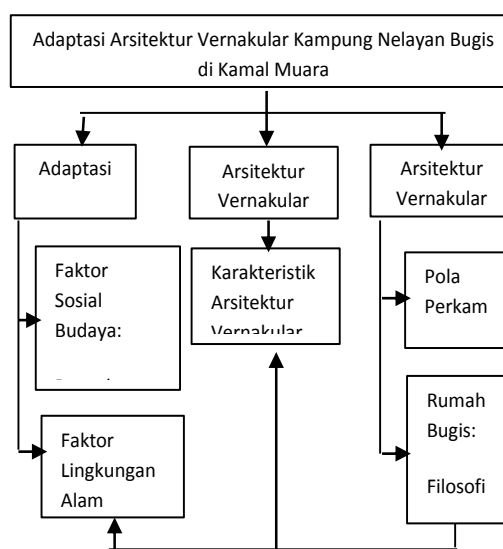 Adaptasi Arsitektur Vernakular Kampung Nelayan Bugis
di Kamal Muara
Adaptasi
Arsitektur
Vernakular
Arsitektur
Vernakular
Faktor
Sosial
Budaya:
Karakteristik
Arsitektur
Vernakular
Pola
Perkam
Faktor
Lingkungan
Alam
Rumah
Bugis:
Filosofi